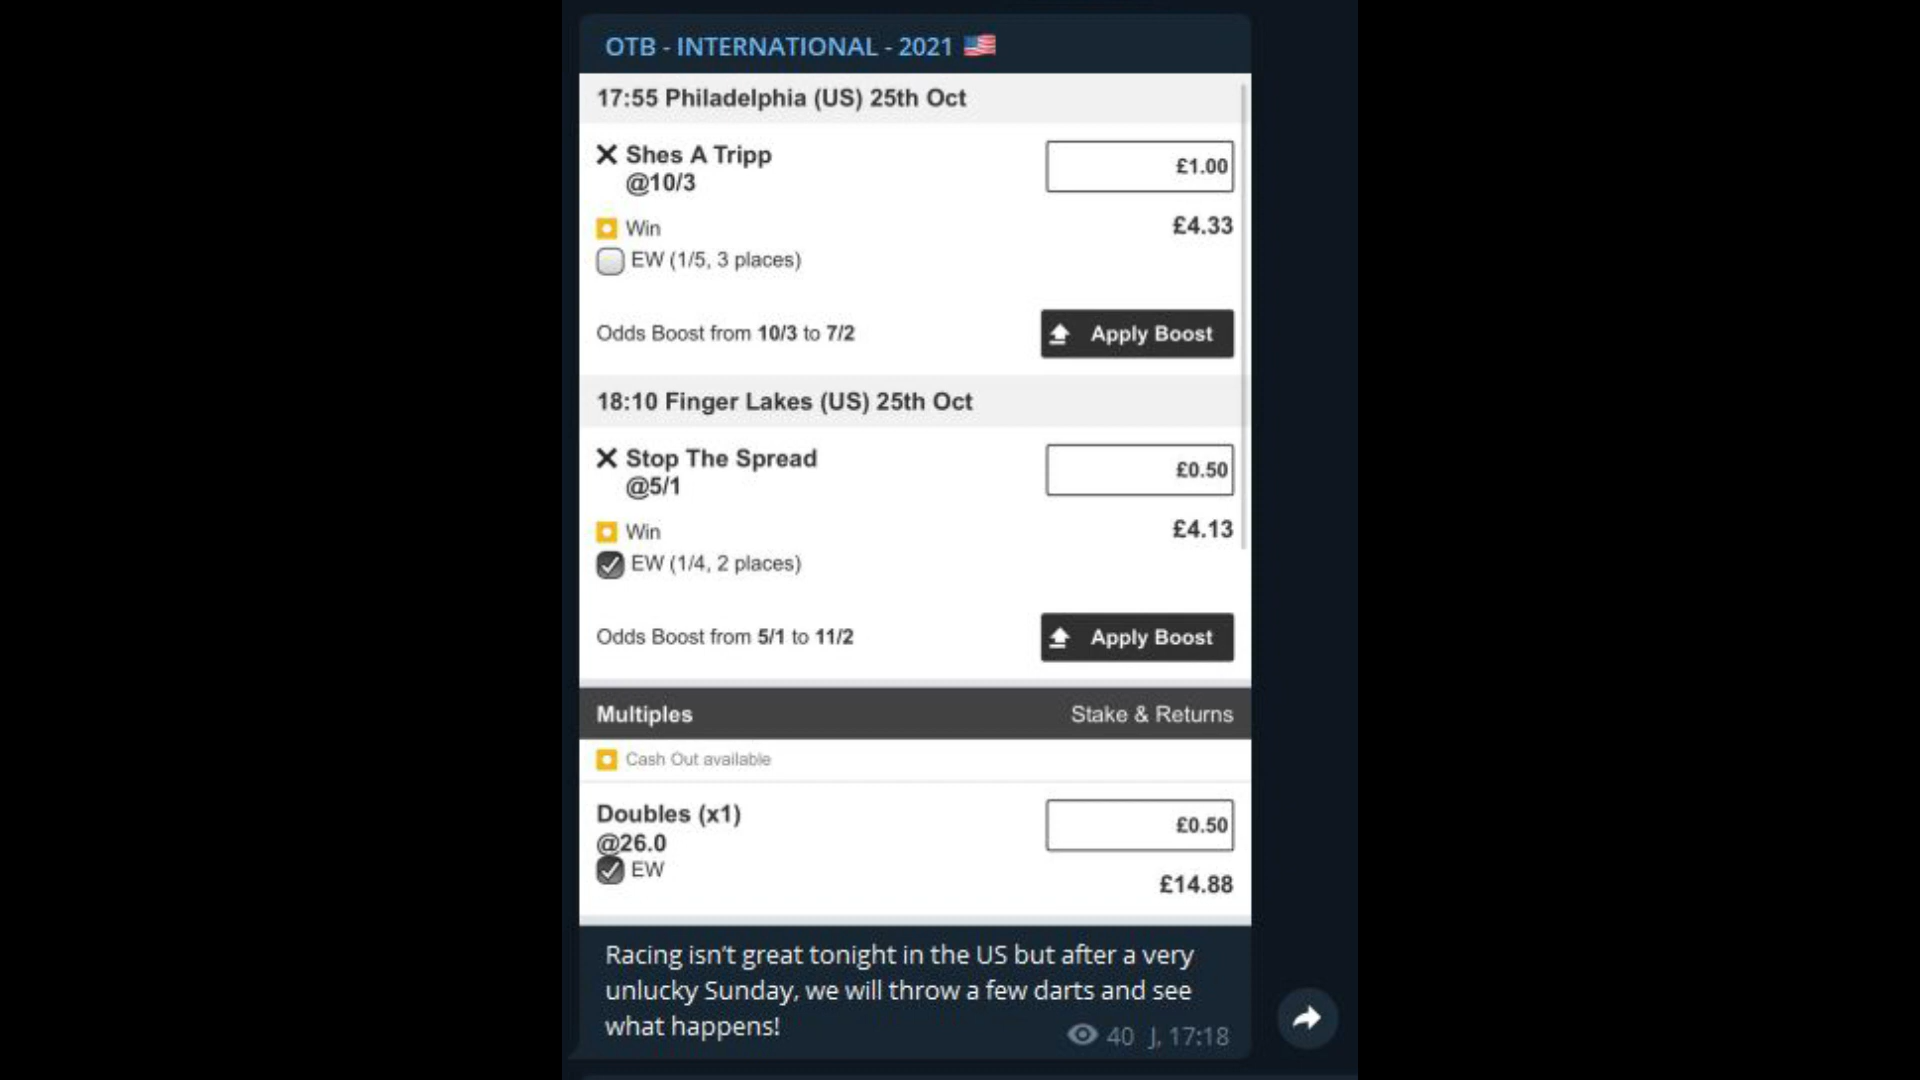 OTB - INTERNATIONAL - 2021
17:55 Philadelphia (US) 25th Oct
Shes A Tripp
£1.00
@10/3
Win
£4.33
EW (1/5, 3 places)
Odds Boost from 10/3 to 7/2
Apply Boost
18:10 Finger Lakes (US) 25th Oct
Stop The Spread
£0.50
@5/1
Win
£4.13
EW (1/4, 2 places)
Odds Boost from 5/1 to 11/2
Apply Boost
Multiples
Stake & Returns
Cash Out available
Doubles (x1)
£0.50
@26.0
EW
£14.88
Racing isn't great tonight in the US but after a very
unlucky Sunday, we will throw a few darts and see
what happens!
40 J, 17:18